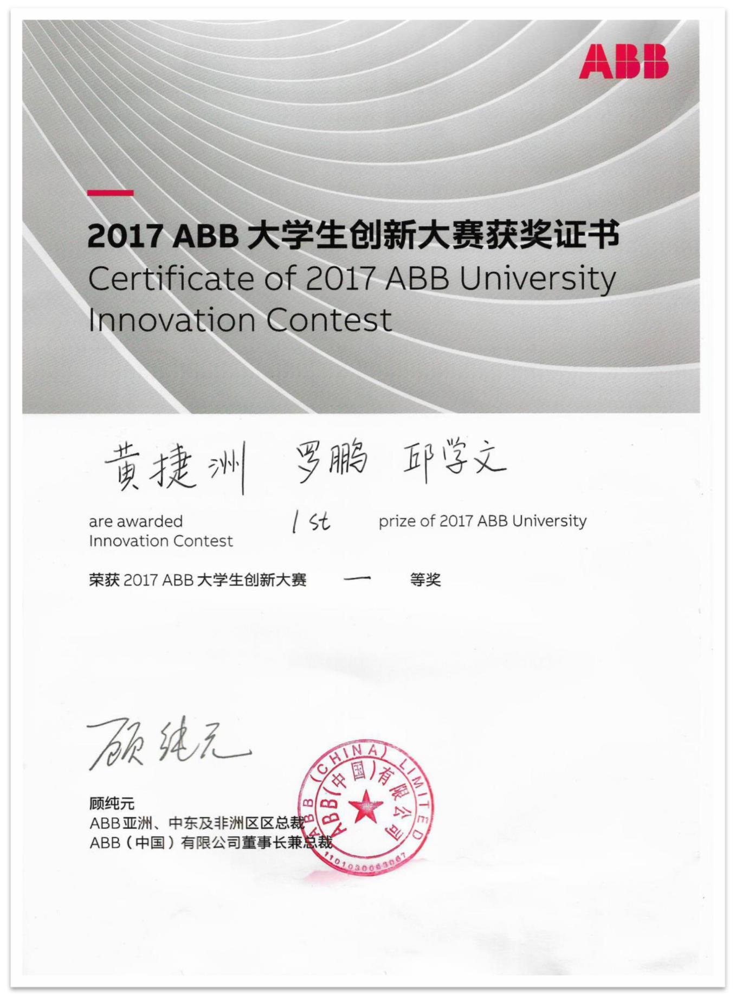 ABB
2017 ABB 大学生创新大赛获奖证书
Certificate of 2017 ABB University
Innovation Contest
黄捷洲 罗鹏 邱学文
are awarded 1st prize of 2017 ABB University
Innovation Contest
荣获 2017 ABB 大学生创新大赛 一 等奖
顾纯元
顾纯元
ABB亚洲、中东及非洲区区总裁
ABB（中国）有限公司董事长兼总裁
ABB (CHINA) LIMITED
ABB(中国)有限公司
1101030063067